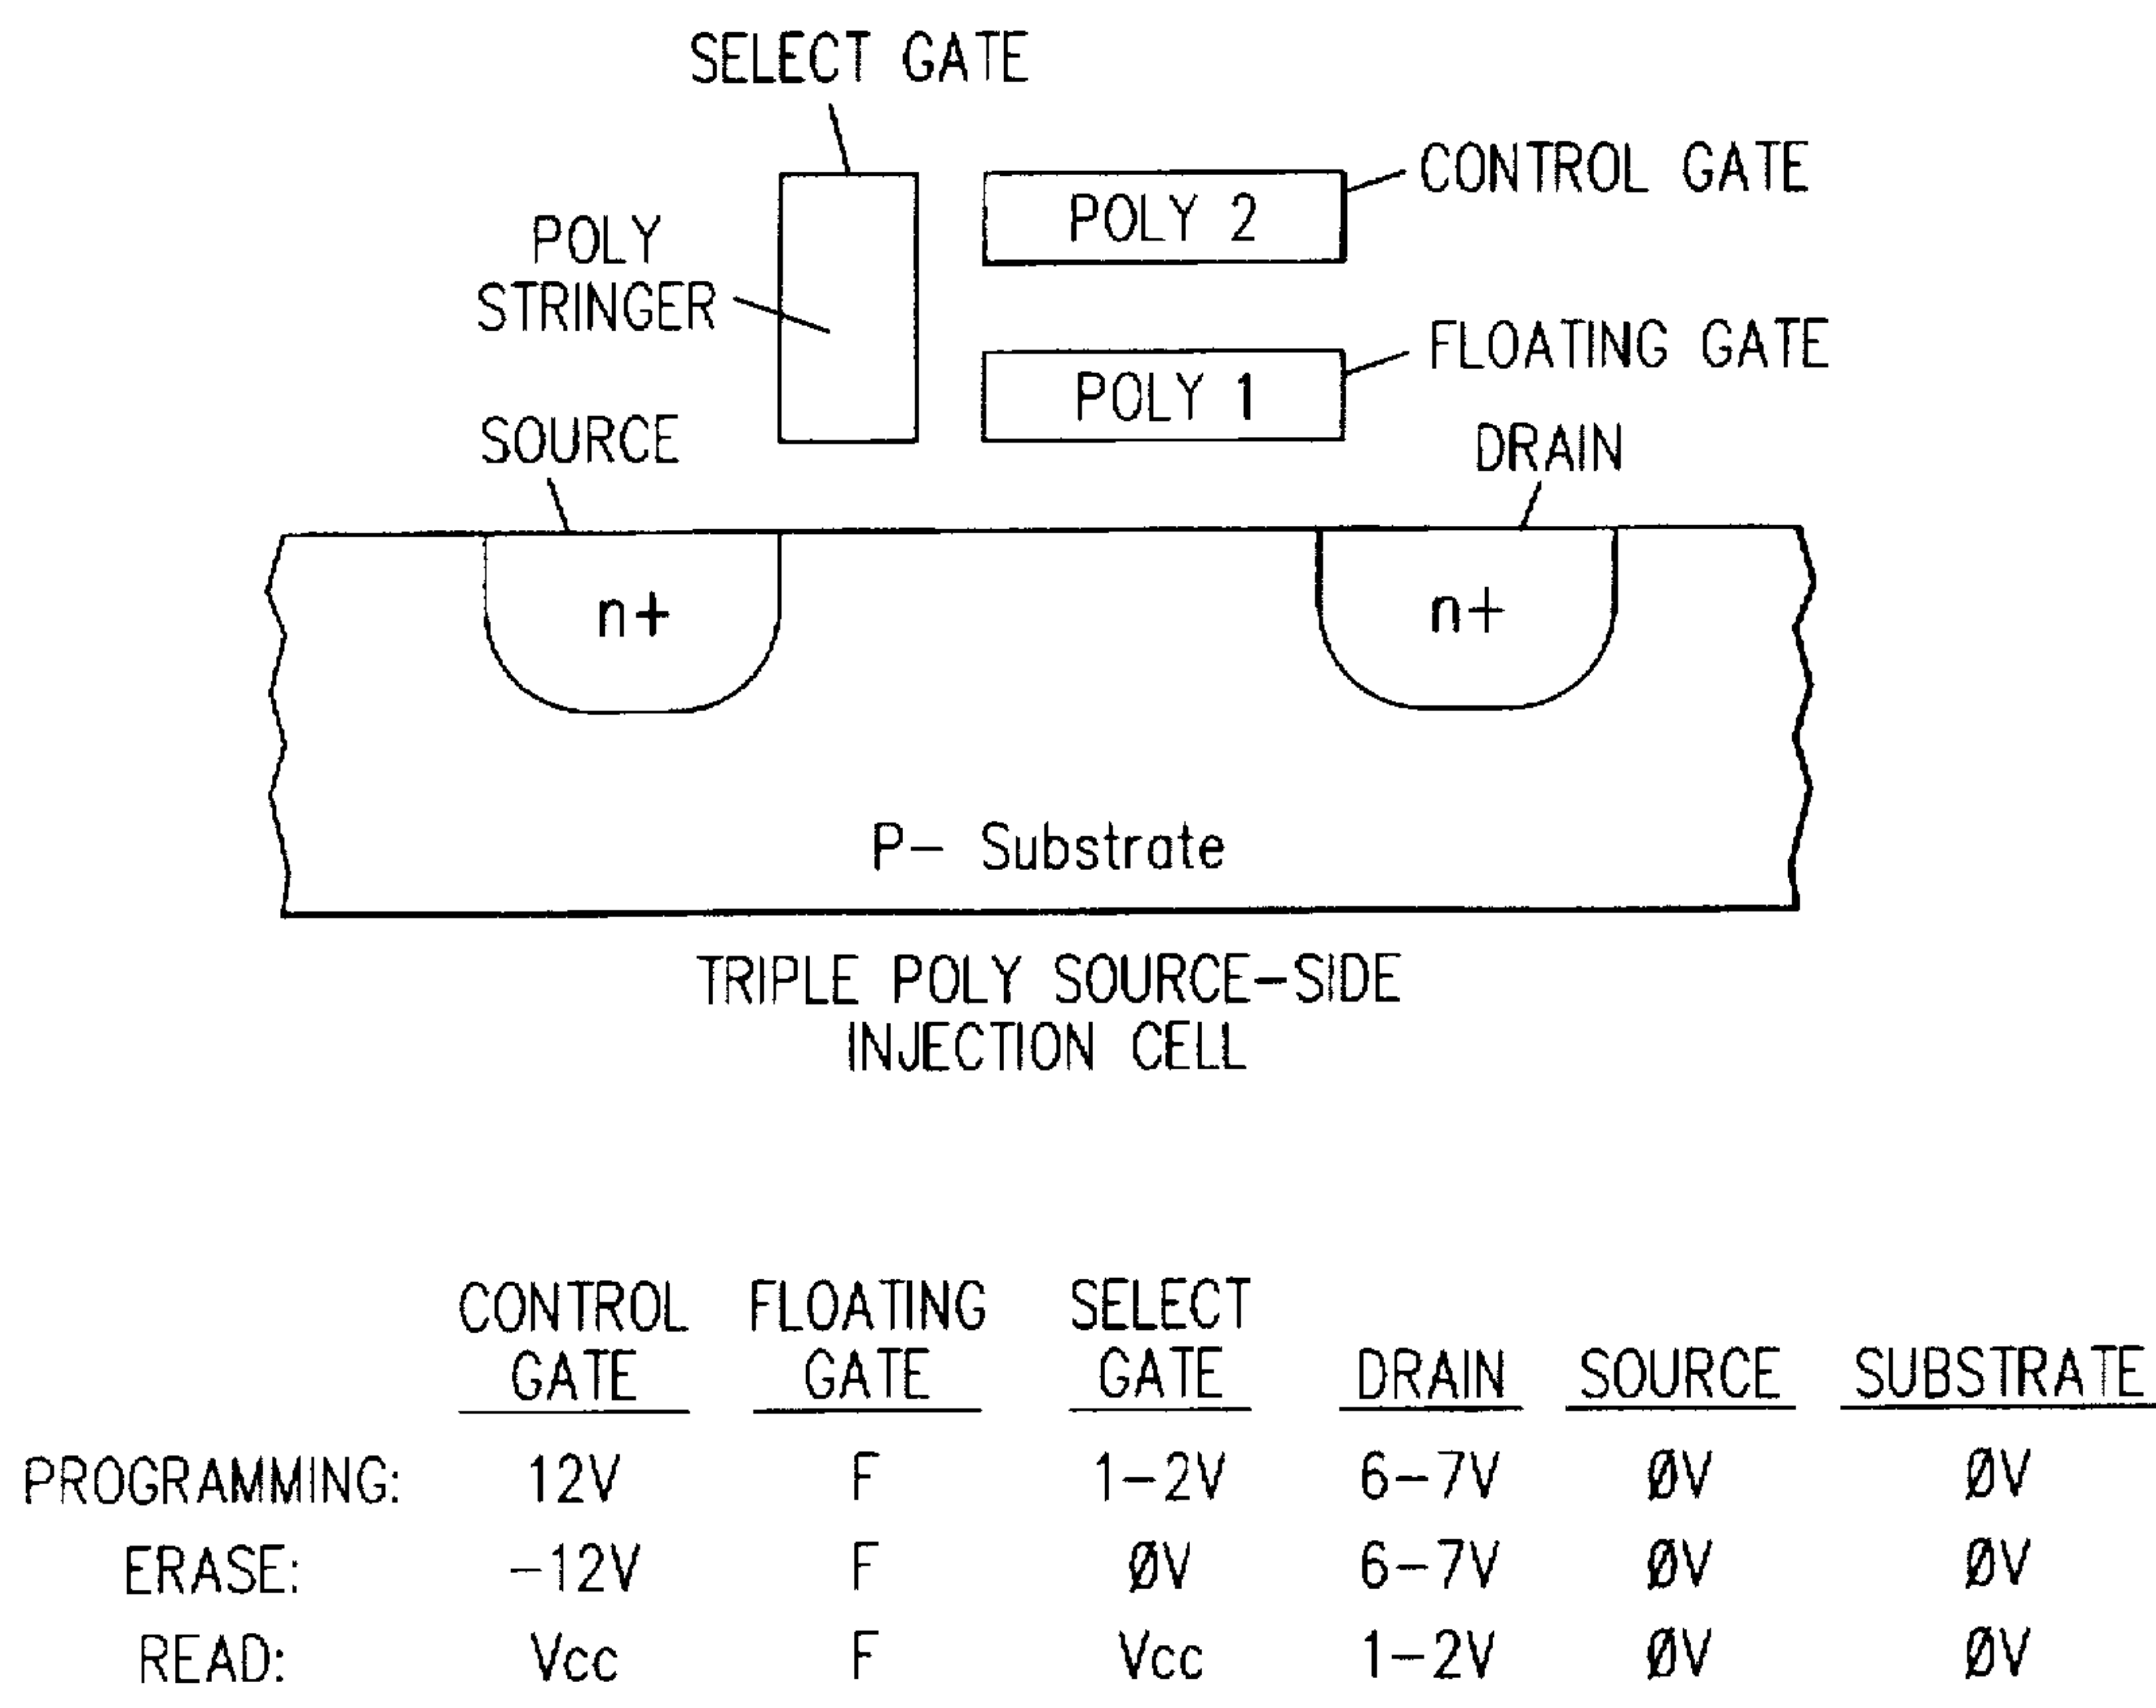 SELECT GATE
CONTROL GATE
POLY 2
POLY
STRINGER
FLOATING GATE
POLY 1
SOURCE
DRAIN
n+
n+
P- Substrate
TRIPLE POLY SOURCE-SIDE
INJECTION CELL
CONTROL FLOATING SELECT
GATE GATE GATE DRAIN SOURCE SUBSTRATE
PROGRAMMING: 12V F 1-2V 6-7V ØV ØV
ERASE: -12V F ØV 6-7V ØV ØV
READ: Vcc F Vcc 1-2V ØV ØV